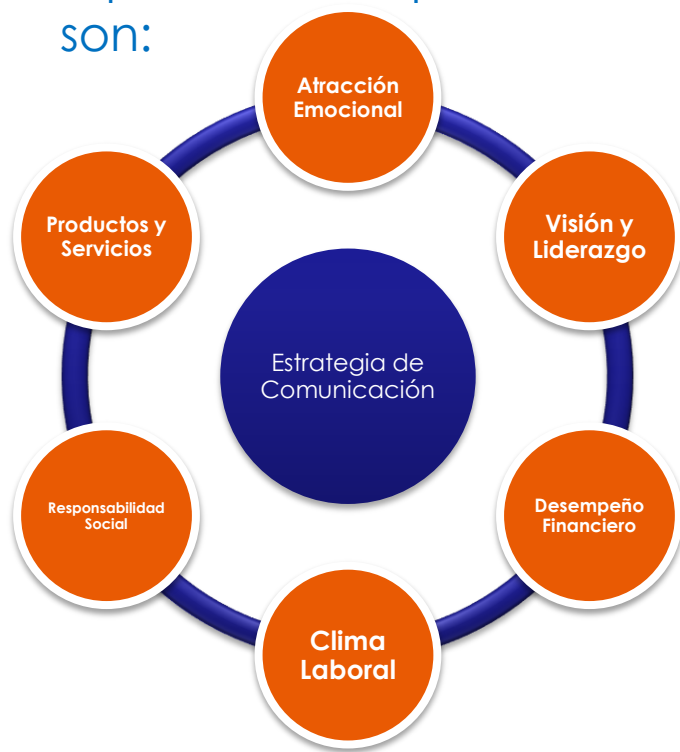 son:
Atracción
Emocional
Visión y
Liderazgo
Desempeño
Financiero
Clima
Laboral
Responsabilidad
Social
Productos y
Servicios
Estrategia de
Comunicación